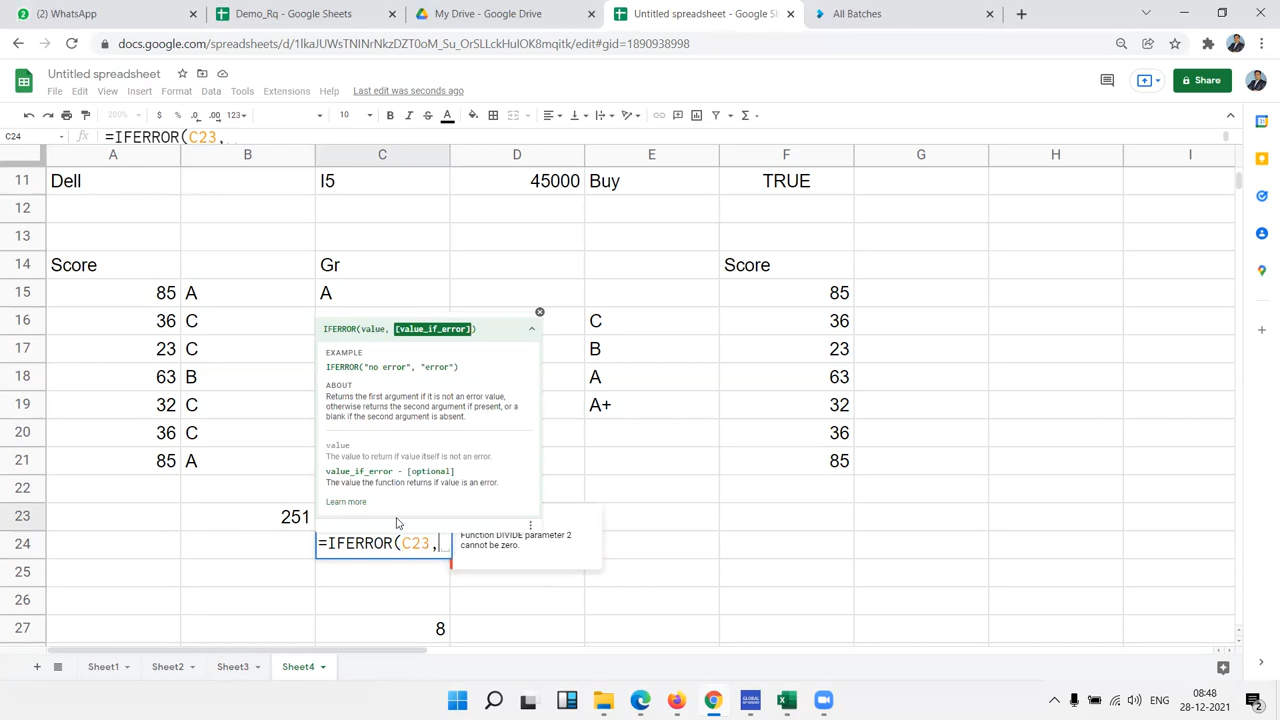 2 WhatsApp
Demo_Rq - Google Sheets
My Drive - Google Drive
Untitled spreadsheet - Google S
All Batches
docs.google.com/spreadsheets/d/
/edit#gid=1890938998
Untitled spreadsheet
Share
File Edit View Insert Format Data Tools Extensions Help Last edit was seconds ago
200% $ % .0 .00 123 10 B I S A
C24 fx =IFERROR(C23,
A B C D E F G H I
11 Dell I5 45000 Buy TRUE
12
13
14 Score Gr Score
15 85 A A 85
16 36 C C 36
17 23 C B 23
18 63 B A 63
19 32 C A+ 32
20 36 C 36
21 85 A 85
22
23 251
24 =IFERROR(C23,
25
26
27 8
IFERROR(value, [value_if_error])
EXAMPLE
IFERROR("no error", "error")
ABOUT
Returns the first argument if it is not an error value,
otherwise returns the second argument if present, or a
blank if the second argument is absent.
value
The value to return if value itself is not an error.
value_if_error - [optional]
The value the function returns if value is an error.
Learn more
Function DIVIDE parameter 2
cannot be zero.
Sheet1 Sheet2 Sheet3 Sheet4
ENG
08:48
28-12-2021
2